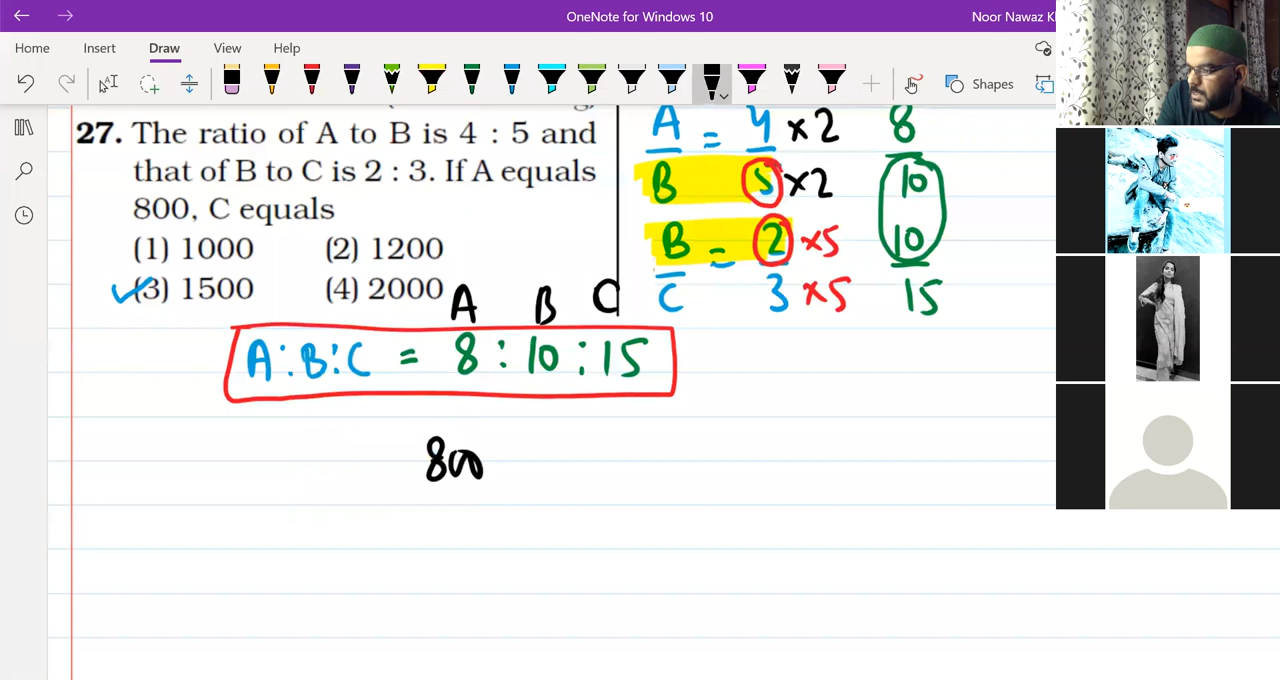 OneNote for Windows 10
Noor Nawaz
Home Insert Draw View Help
Shapes
27. The ratio of A to B is 4 : 5 and
that of B to C is 2 : 3. If A equals
800, C equals
(1) 1000 (2) 1200
(3) 1500 (4) 2000
A = 4 ×2 8
B 5 ×2 10
B = 2 ×5 10
C 3 ×5 15
A B C
A:B:C = 8:10:15
800